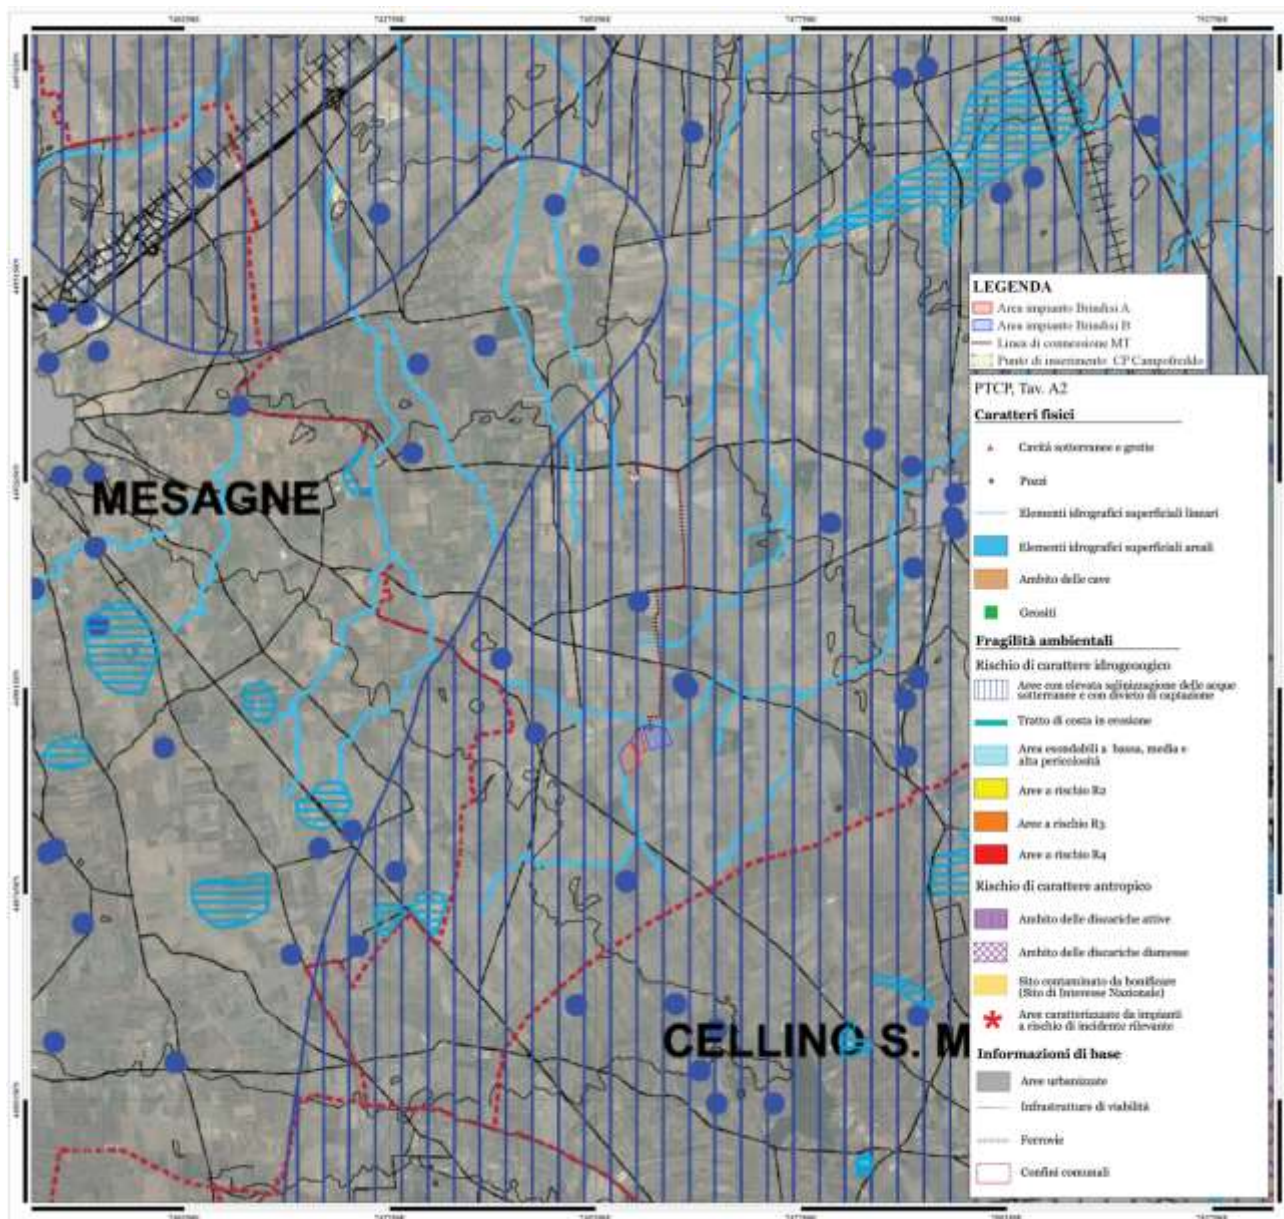 MESAGNE
LEGENDA
Area impianto Brindisi A
Area impianto Brindisi B
Linea di connessione MT
Punto di inserimento CP Campofreddo
PTCP, Tav. A2
Caratteri fisici
Cavità sotterranee e grotte
Pozzi
Elementi idrografici superficiali lineari
Elementi idrografici superficiali areali
Ambito delle cave
Geositi
Fragilità ambientali
Rischio di carattere idrogeologico
Aree con elevata salinizzazione delle acque
sotterranee e con divieto di captazione
Tratto di costa in erosione
Area esondabili a bassa, media e
alta pericolosità
Aree a rischio R2
Aree a rischio R3
Aree a rischio R4
Rischio di carattere antropico
Ambito delle discariche attive
Ambito delle discariche dismesse
Sito contaminato da bonificare
(Sito di Interesse Nazionale)
Aree caratterizzate da impianti
a rischio di incidente rilevante
Informazioni di base
Aree urbanizzate
Infrastrutture di viabilità
Ferrovie
Confini comunali
CELLINO S. M